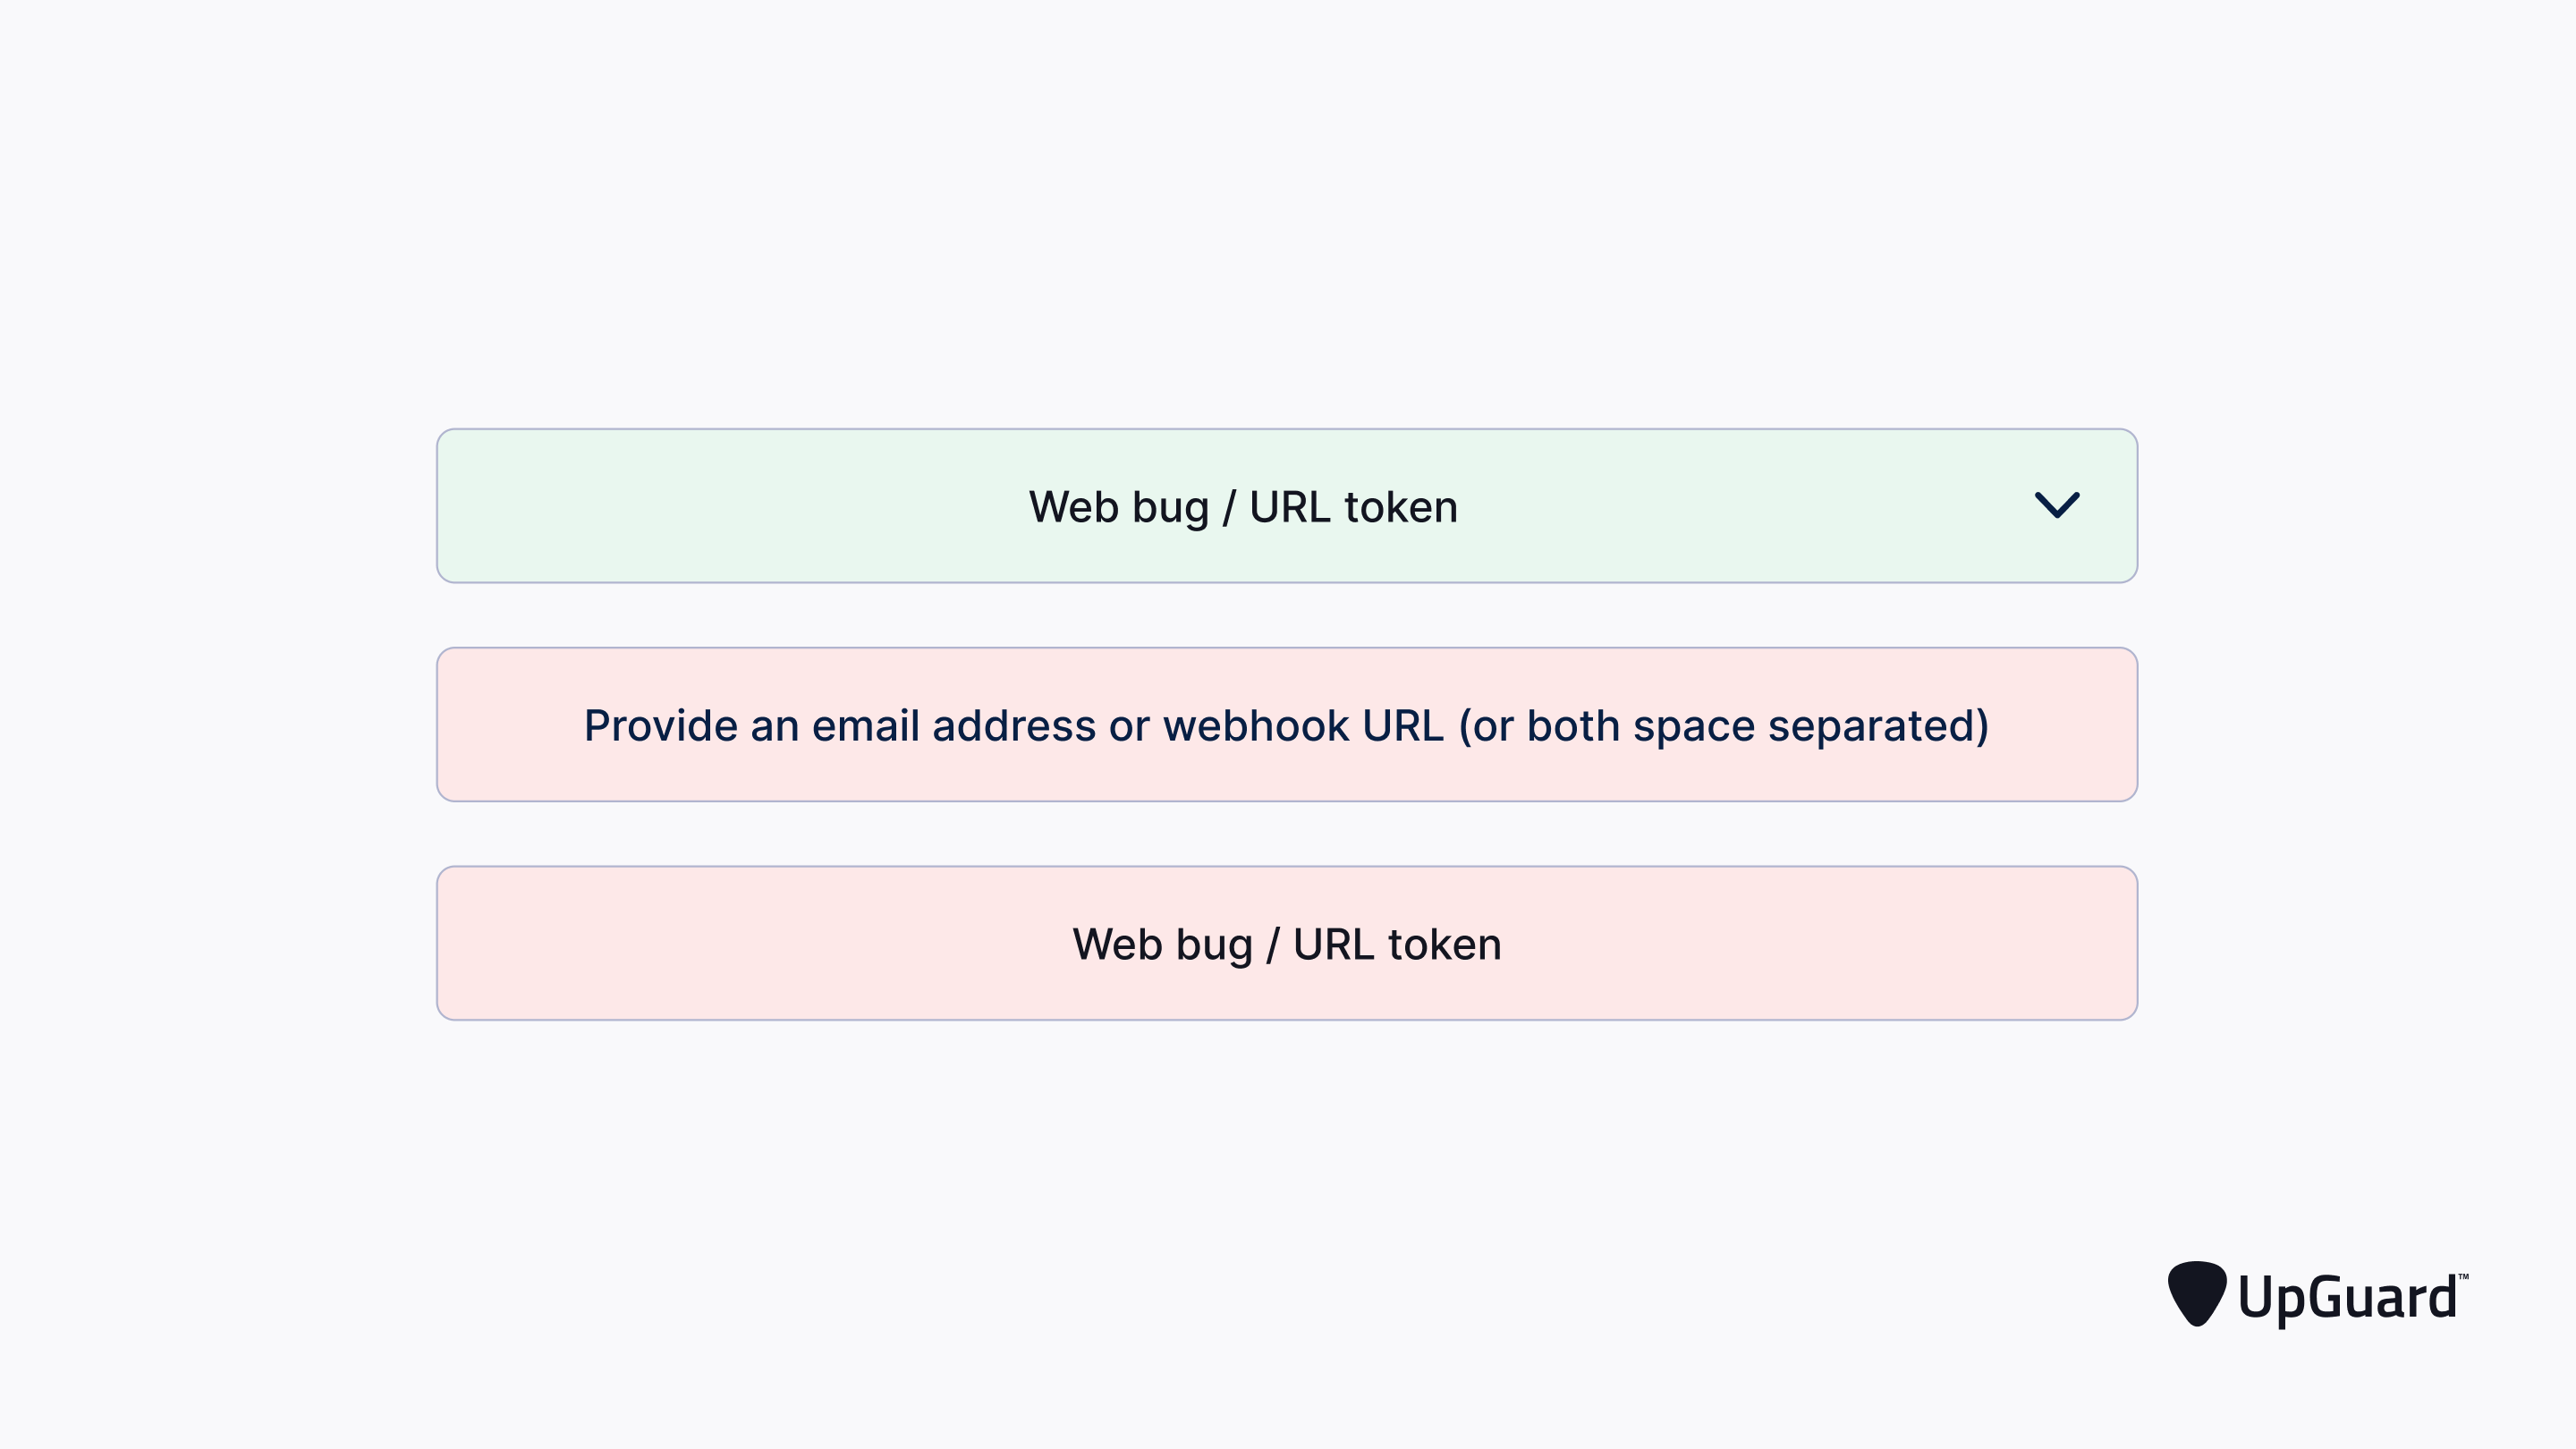 Web bug / URL token
Provide an email address or webhook URL (or both space separated)
Web bug / URL token
UpGuard™